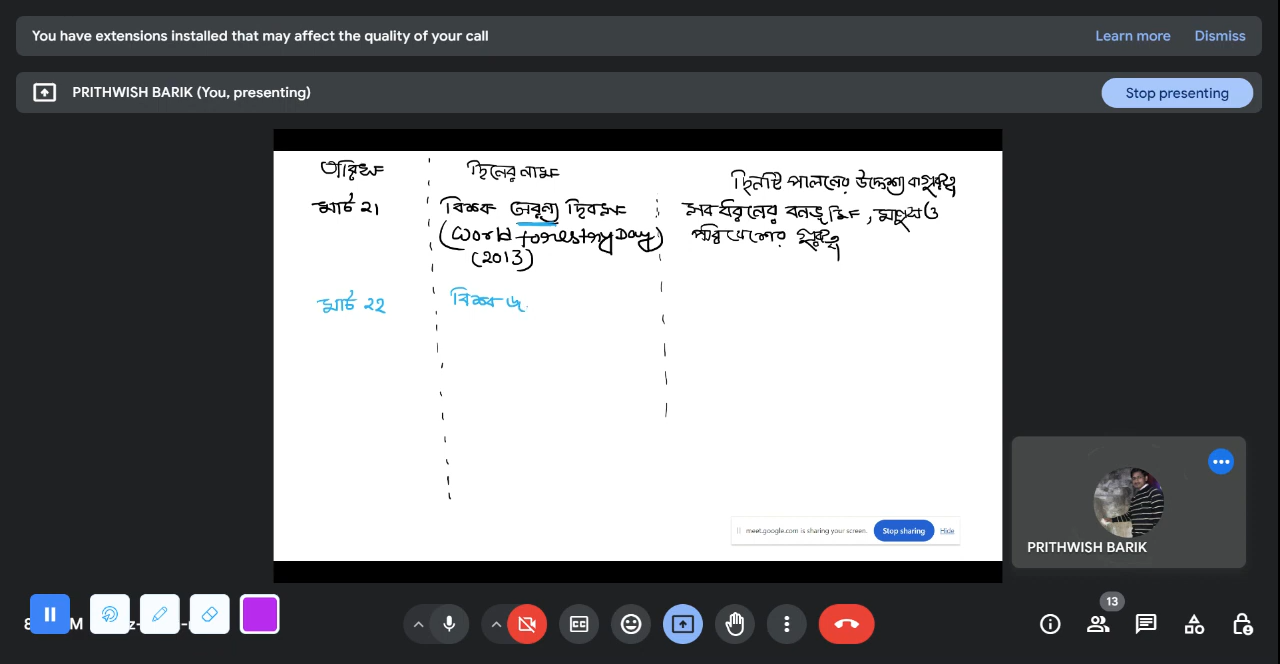 You have extensions installed that may affect the quality of your call
Learn more
Dismiss
PRITHWISH BARIK (You, presenting)
Stop presenting
তারিখ
দিনের নাম
দিনটি পালনের উদ্দেশ্য বা গুরুত্ব
মার্চ ২১
বিশ্ব অরণ্য দিবস
সব ধরনের বনভূমি, মানুষ ও
(World forestry Day)
পরিবেশের গুরুত্ব
(2013)
মার্চ ২২
বিশ্ব জ
meet.google.com is sharing your screen.
Stop sharing
Hide
PRITHWISH BARIK
13